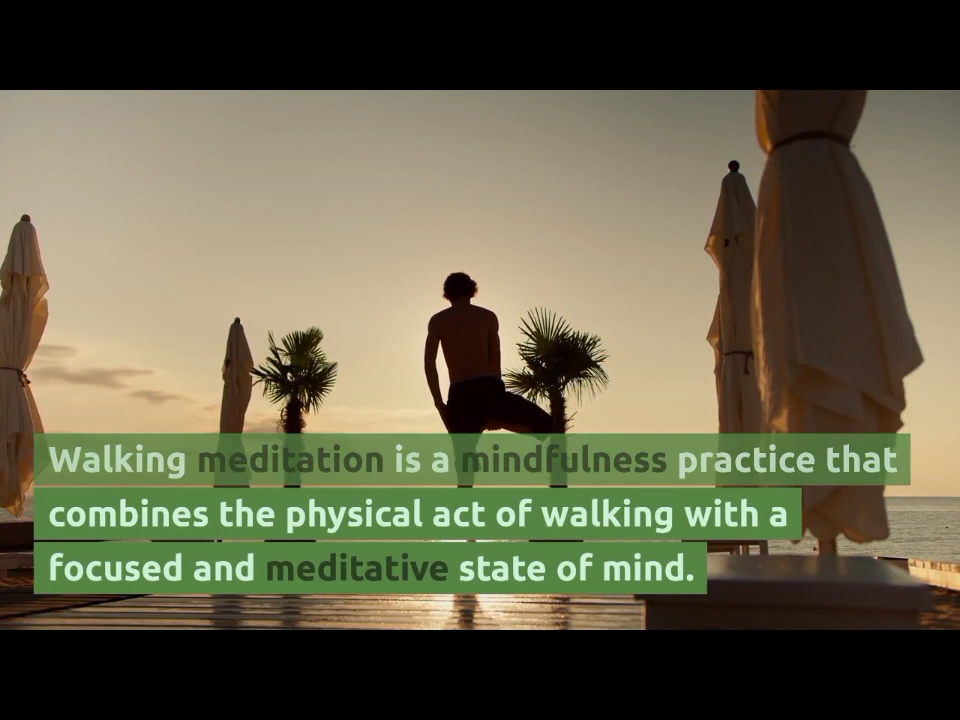 Walking meditation is a mindfulness practice that
combines the physical act of walking with a
focused and meditative state of mind.